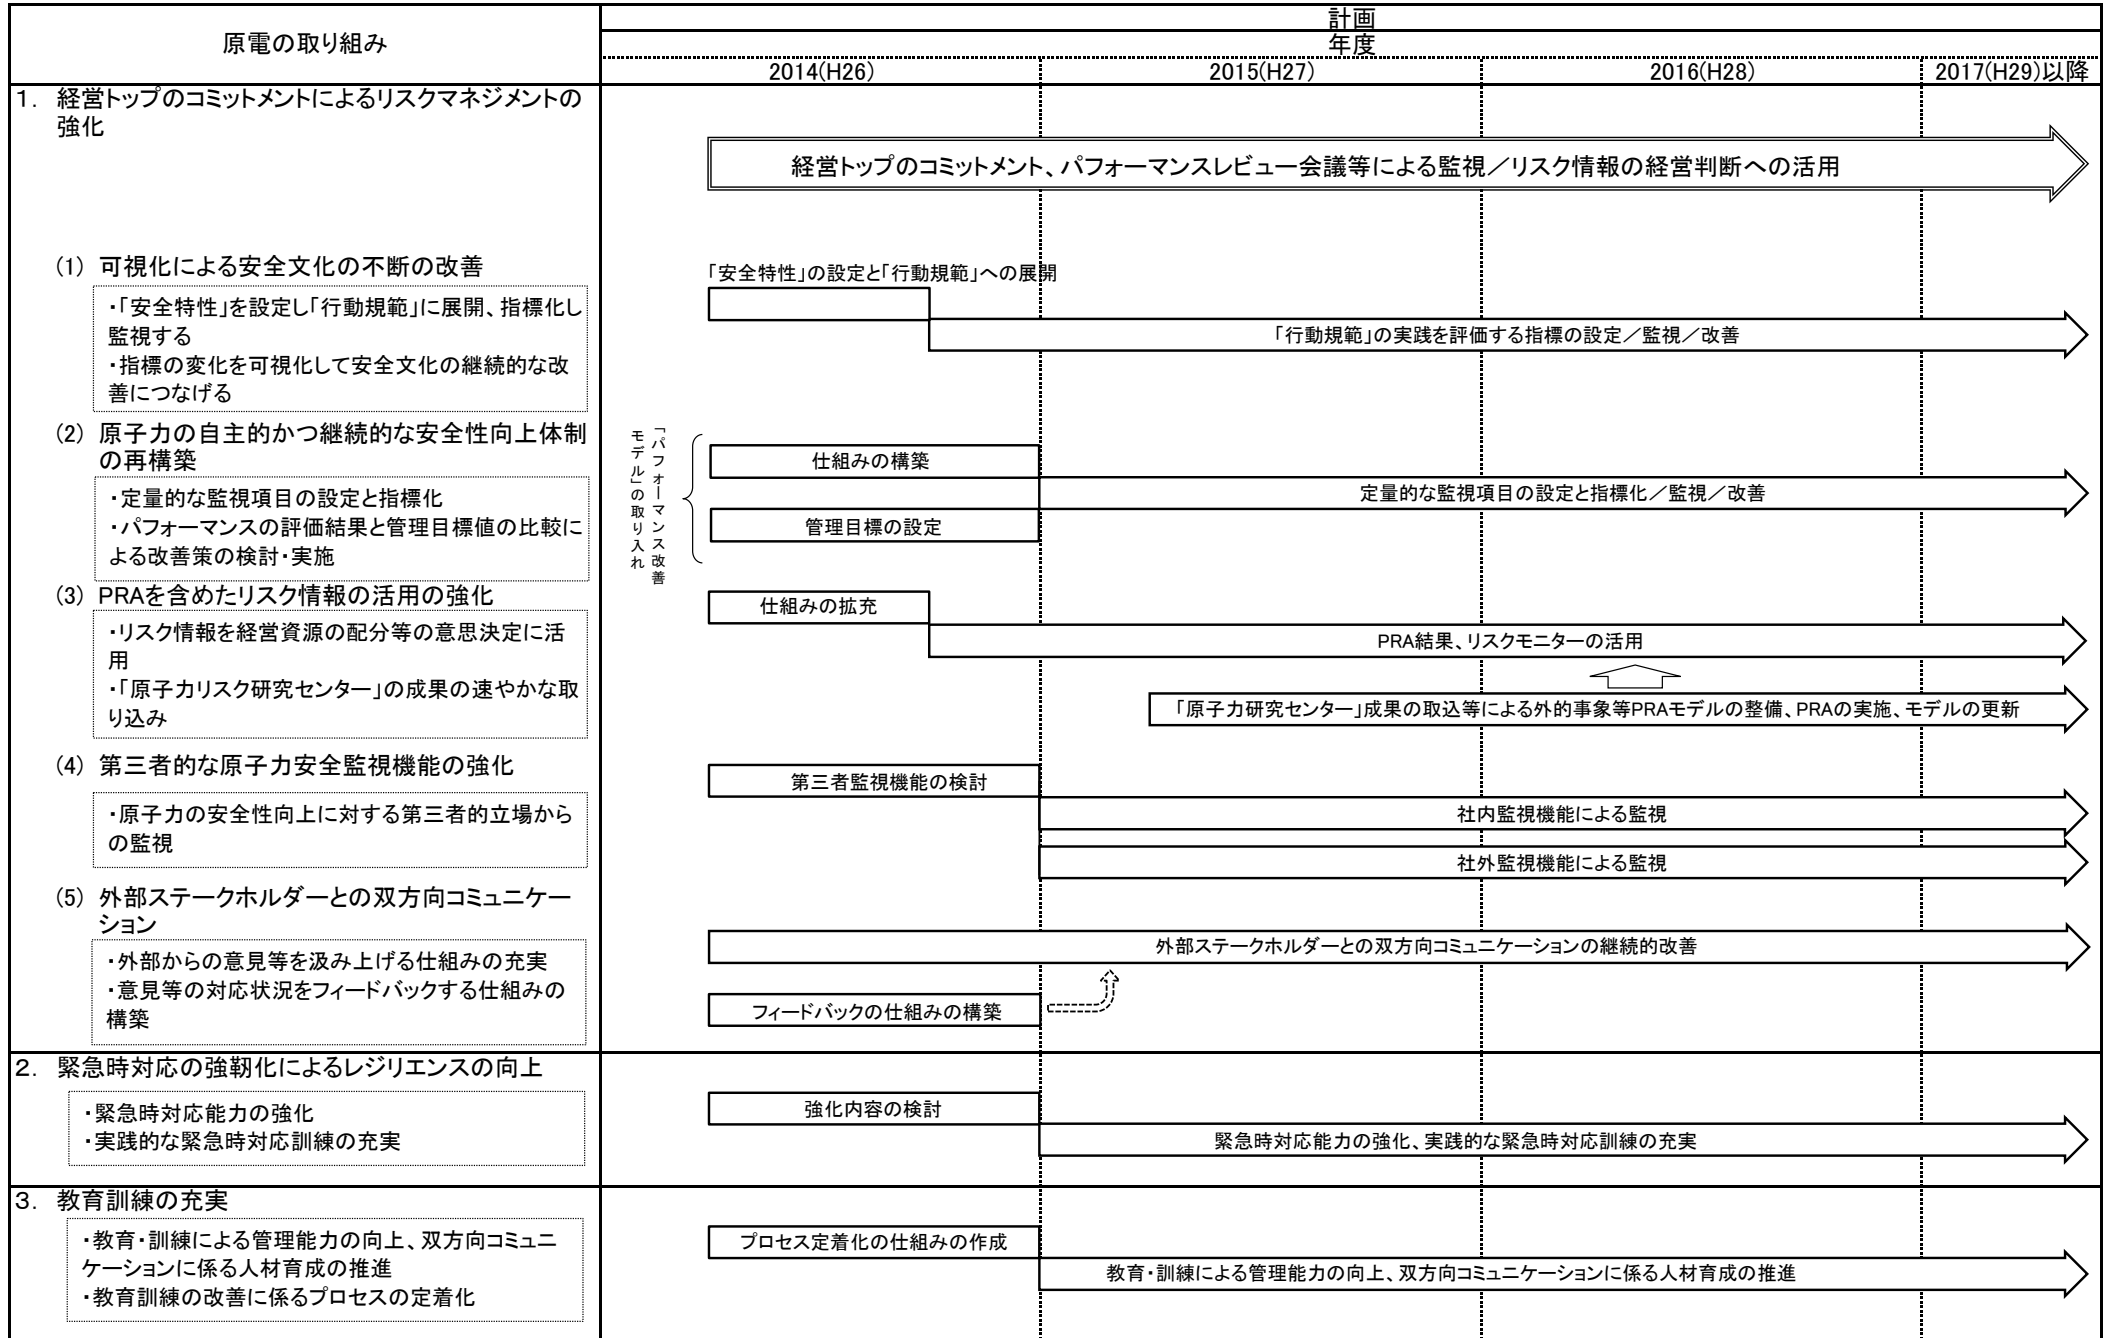 計画
原電の取り組み
年度
2014(H26)
2015(H27)
2016(H28)
2017(H29)以降
1. 経営トップのコミットメントによるリスクマネジメントの
強化
経営トップのコミットメント、パフォーマンスレビュー会議等による監視／リスク情報の経営判断への活用
(1) 可視化による安全文化の不断の改善
・「安全特性」を設定し「行動規範」に展開、指標化し
監視する
・指標の変化を可視化して安全文化の継続的な改
善につなげる
「安全特性」の設定と「行動規範」への展開
「行動規範」の実践を評価する指標の設定／監視／改善
(2) 原子力の自主的かつ継続的な安全性向上体制
の再構築
・定量的な監視項目の設定と指標化
・パフォーマンスの評価結果と管理目標値の比較に
よる改善策の検討・実施
「パフォーマンス改善
モデル」の取り入れ
仕組みの構築
定量的な監視項目の設定と指標化／監視／改善
管理目標の設定
(3) PRAを含めたリスク情報の活用の強化
・リスク情報を経営資源の配分等の意思決定に活
用
・「原子力リスク研究センター」の成果の速やかな取
り込み
仕組みの拡充
PRA結果、リスクモニターの活用
「原子力研究センター」成果の取込等による外的事象等PRAモデルの整備、PRAの実施、モデルの更新
(4) 第三者的な原子力安全監視機能の強化
・原子力の安全性向上に対する第三者的立場から
の監視
第三者監視機能の検討
社内監視機能による監視
社外監視機能による監視
(5) 外部ステークホルダーとの双方向コミュニケー
ション
・外部からの意見等を汲み上げる仕組みの充実
・意見等の対応状況をフィードバックする仕組みの
構築
外部ステークホルダーとの双方向コミュニケーションの継続的改善
フィードバックの仕組みの構築
2. 緊急時対応の強靭化によるレジリエンスの向上
・緊急時対応能力の強化
・実践的な緊急時対応訓練の充実
強化内容の検討
緊急時対応能力の強化、実践的な緊急時対応訓練の充実
3. 教育訓練の充実
・教育・訓練による管理能力の向上、双方向コミュニ
ケーションに係る人材育成の推進
・教育訓練の改善に係るプロセスの定着化
プロセス定着化の仕組みの作成
教育・訓練による管理能力の向上、双方向コミュニケーションに係る人材育成の推進